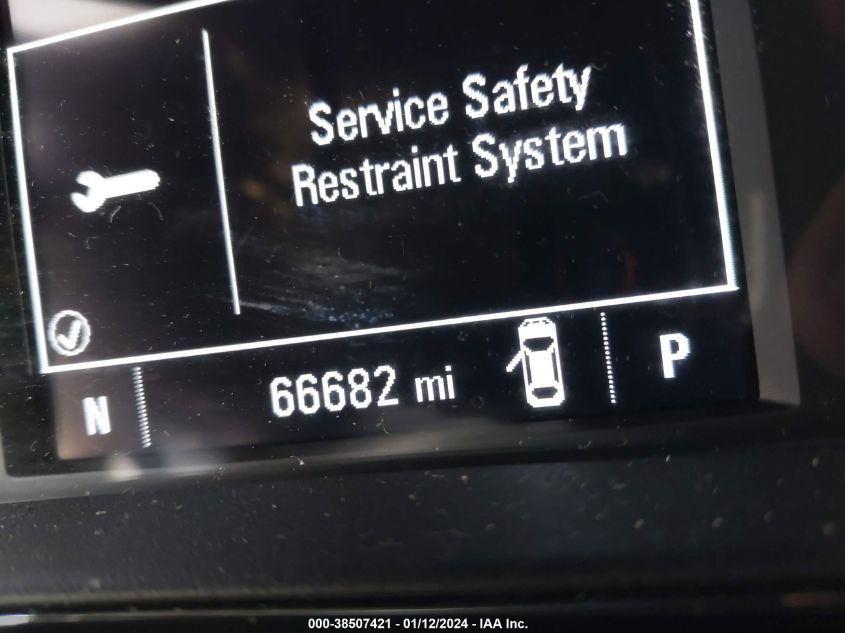 Service Safety
Restraint System
N 66682 mi P
000-38507421 - 01/12/2024 - IAA Inc.